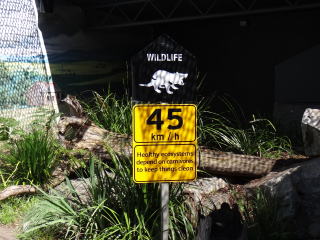 WILDLIFE
45
km/h
Healthy ecosystems
depend on carnivores
to keep things clean